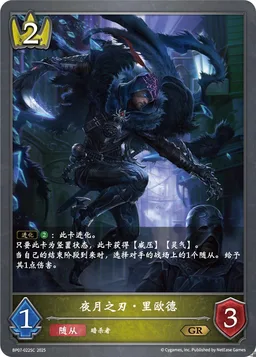 2
进化 2 : 此卡进化。
只要此卡为竖置状态，此卡获得【威压】【灵气】。
当自己的结束阶段到来时，选择对手的战场上的1个随从。给予
其1点伤害。
夜月之刃·里欧德
1 随从 暗杀者 GR 3
BP07-022SC 2025
© Cygames, Inc. Published by NetEase Games